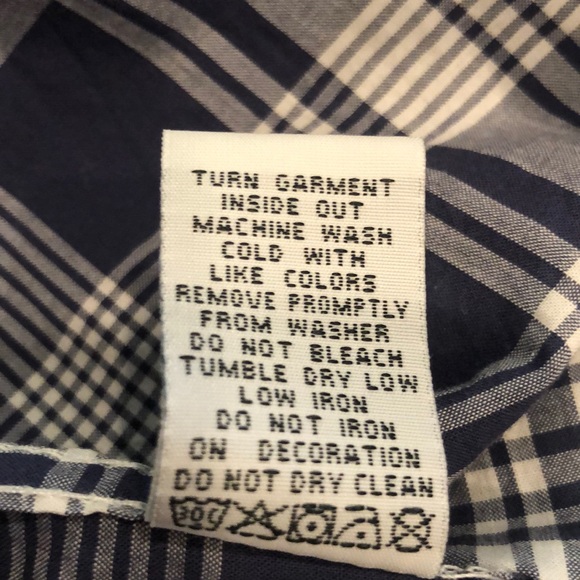 TURN GARMENT
INSIDE OUT
MACHINE WASH
COLD WITH
LIKE COLORS
REMOVE PROMPTLY
FROM WASHER
DO NOT BLEACH
TUMBLE DRY LOW
LOW IRON
DO NOT IRON
ON DECORATION
DO NOT DRY CLEAN
30C